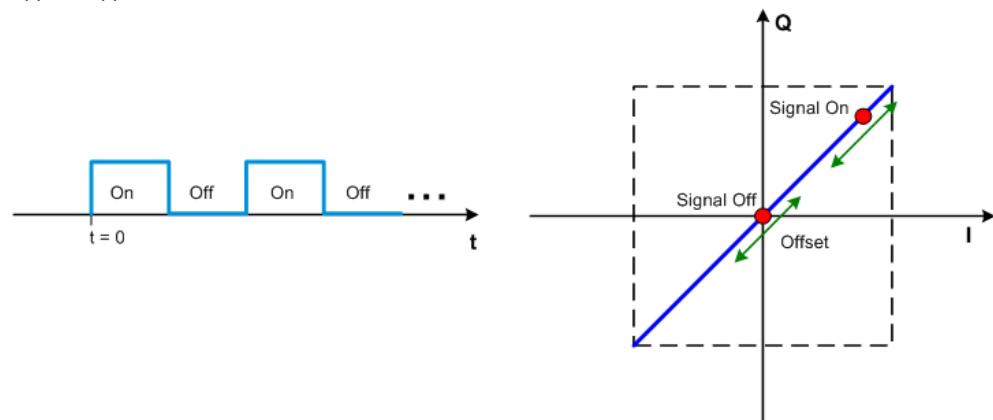 On Off On Off ...
t = 0
t
Q
Signal On
Signal Off
Offset
I